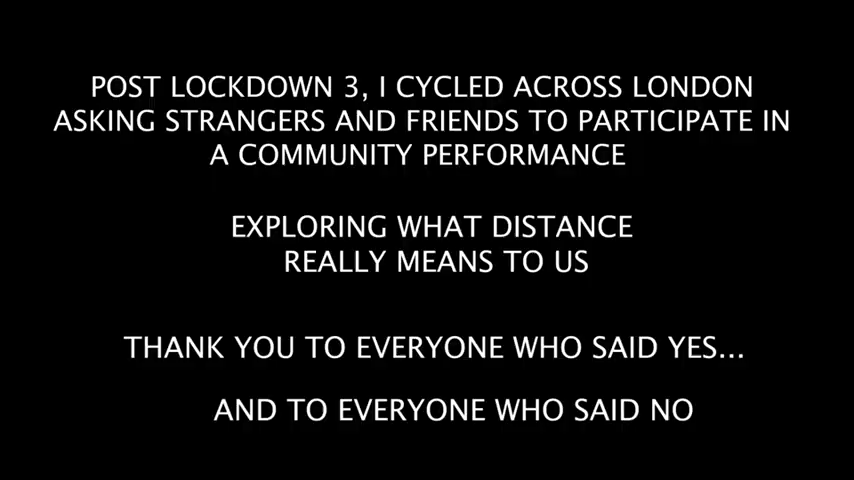 POST LOCKDOWN 3, I CYCLED ACROSS LONDON
ASKING STRANGERS AND FRIENDS TO PARTICIPATE IN
A COMMUNITY PERFORMANCE
EXPLORING WHAT DISTANCE
REALLY MEANS TO US
THANK YOU TO EVERYONE WHO SAID YES...
AND TO EVERYONE WHO SAID NO